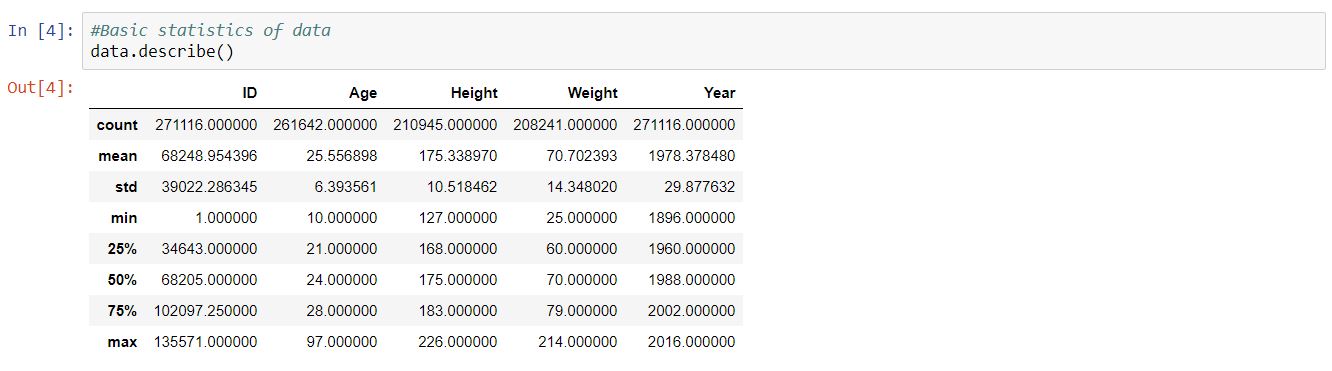 In [4]: #Basic statistics of data
data.describe()
Out[4]:
ID Age Height Weight Year
count 271116.000000 261642.000000 210945.000000 208241.000000 271116.000000
mean 68248.954396 25.556898 175.338970 70.702393 1978.378480
std 39022.286345 6.393561 10.518462 14.348020 29.877632
min 1.000000 10.000000 127.000000 25.000000 1896.000000
25% 34643.000000 21.000000 168.000000 60.000000 1960.000000
50% 68205.000000 24.000000 175.000000 70.000000 1988.000000
75% 102097.250000 28.000000 183.000000 79.000000 2002.000000
max 135571.000000 97.000000 226.000000 214.000000 2016.000000